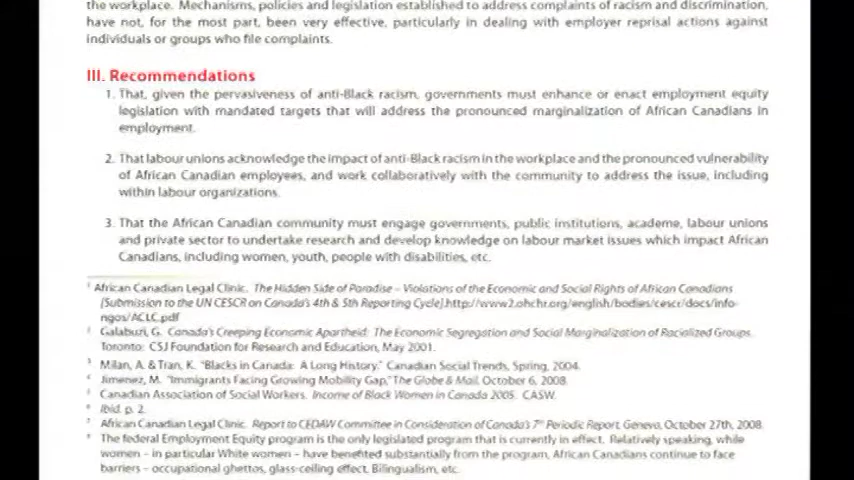 the workplace. Mechanisms, policies and legislation established to address complaints of racism and discrimination,
have not, for the most part, been very effective, particularly in dealing with employer reprisal actions against
individuals or groups who file complaints.
III. Recommendations
1. That, given the pervasiveness of anti-Black racism, governments must enhance or enact employment equity
legislation with mandated targets that will address the pronounced marginalization of African Canadians in
employment.
2. That labour unions acknowledge the impact of anti-Black racism in the workplace and the pronounced vulnerability
of African Canadian employees, and work collaboratively with the community to address the issue, including
within labour organizations.
3. That the African Canadian community must engage governments, public institutions, academe, labour unions
and private sector to undertake research and develop knowledge on labour market issues which impact African
Canadians, including women, youth, people with disabilities, etc.
1 African Canadian Legal Clinic. The Hidden Side of Paradise – Violations of the Economic and Social Rights of African Canadians
[Submission to the UN CESCR on Canada's 4th & 5th Reporting Cycle].http://www2.ohchr.org/english/bodies/cescr/docs/info-
ngos/ACLC.pdf
2 Galabuzi, G. Canada's Creeping Economic Apartheid: The Economic Segregation and Social Marginalization of Racialized Groups.
Toronto: CSJ Foundation for Research and Education, May 2001.
3 Milan, A. & Tran, K. "Blacks in Canada: A Long History." Canadian Social Trends, Spring, 2004.
4 Jimenez, M. "Immigrants Facing Growing Mobility Gap," The Globe & Mail, October 6, 2008.
5 Canadian Association of Social Workers. Income of Black Women in Canada 2005. CASW.
6 Ibid. p. 2.
7 African Canadian Legal Clinic. Report to CEDAW Committee in Consideration of Canada's 7th Periodic Report, Geneva, October 27th, 2008.
8 The federal Employment Equity program is the only legislated program that is currently in effect. Relatively speaking, while
women – in particular White women – have benefited substantially from the program, African Canadians continue to face
barriers – occupational ghettos, glass-ceiling effect, Bilingualism, etc.